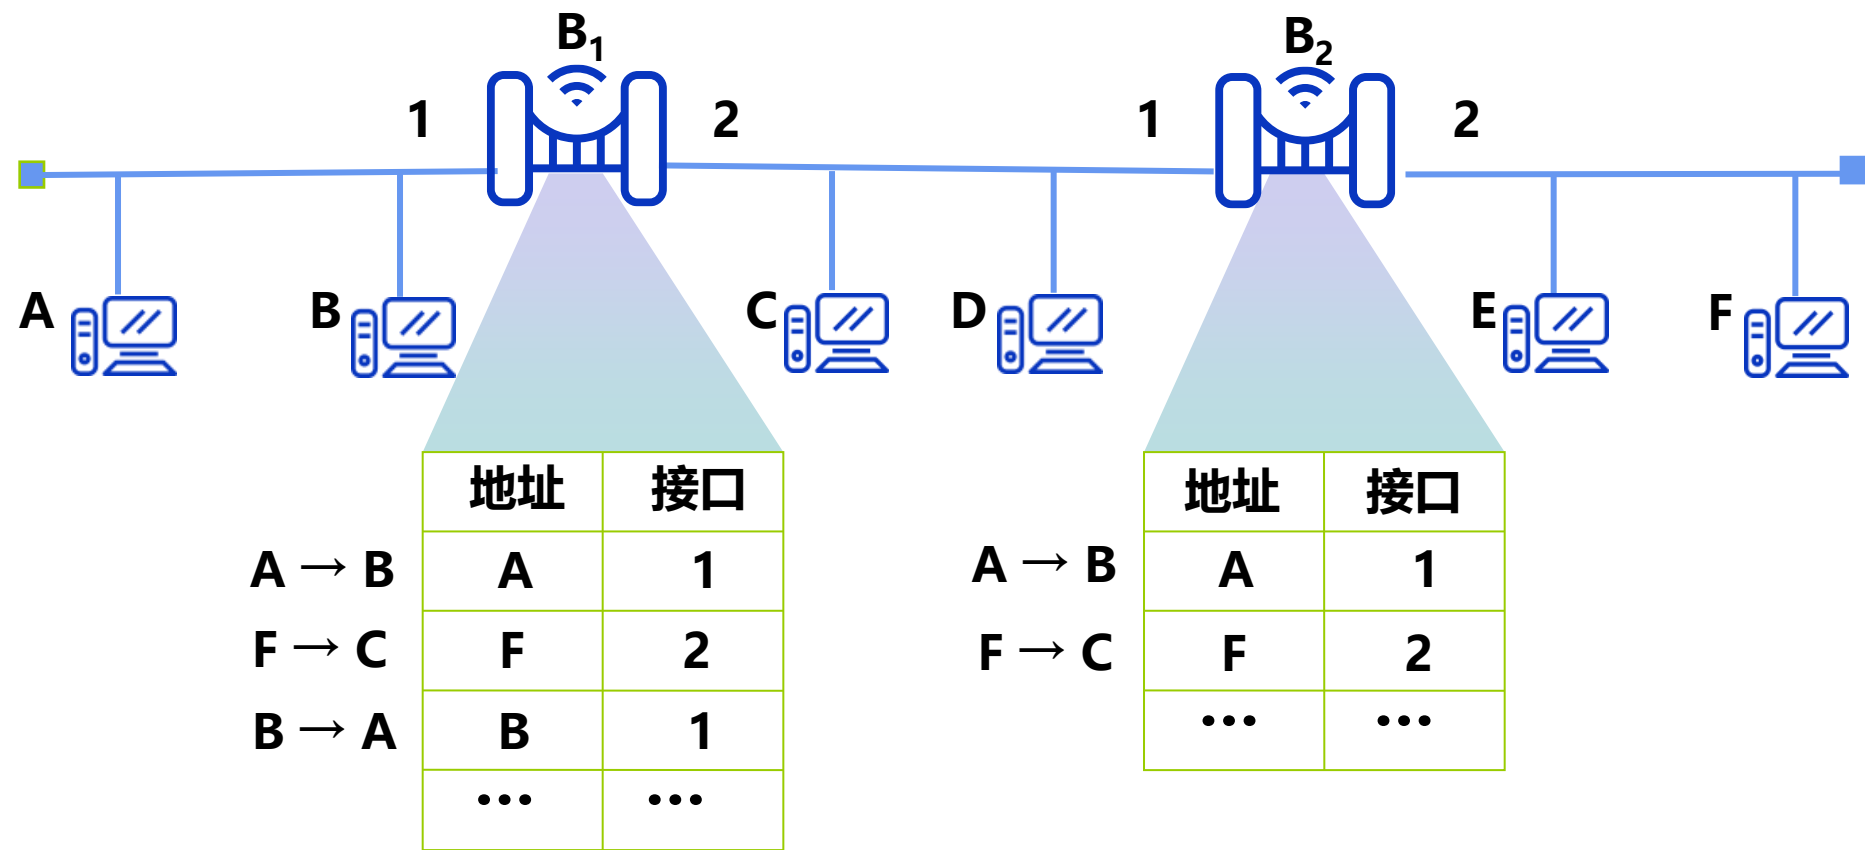 B₁
B₂
1 2 1 2
A B C D E F
地址 接口
A → B A 1
F → C F 2
B → A B 1
••• •••
地址 接口
A → B A 1
F → C F 2
••• •••